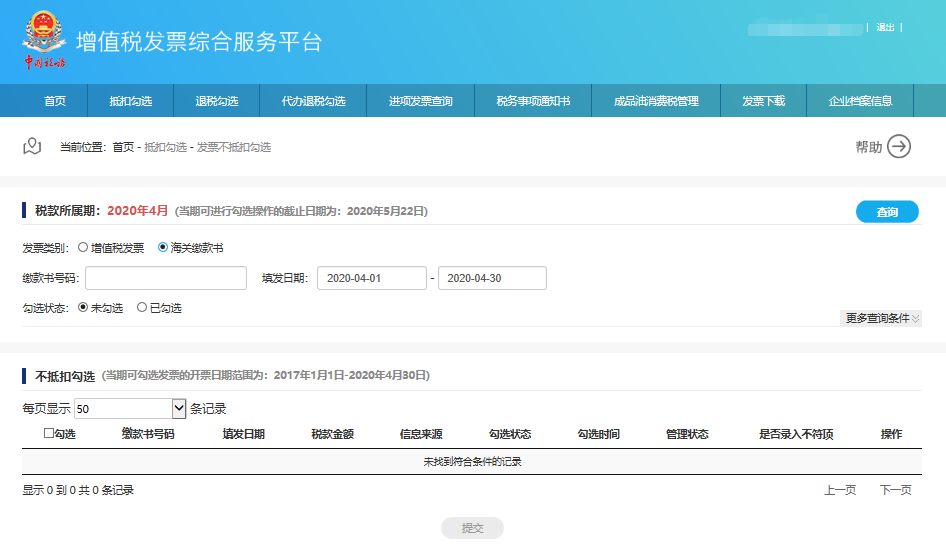 中国税务
增值税发票综合服务平台
| 退出 |
首页 抵扣勾选 退税勾选 代办退税勾选 进项发票查询 税务事项通知书 成品油消费税管理 发票下载 企业档案信息
当前位置：首页 - 抵扣勾选 - 发票不抵扣勾选
帮助
税款所属期：2020年4月 (当期可进行勾选操作的截止日期为：2020年5月22日)
查询
发票类别： 增值税发票 海关缴款书
缴款书号码： 填发日期： 2020-04-01 - 2020-04-30
勾选状态： 未勾选 已勾选
更多查询条件
不抵扣勾选 (当期可勾选发票的开票日期范围为：2017年1月1日-2020年4月30日)
每页显示 50 条记录
勾选 缴款书号码 填发日期 税款金额 信息来源 勾选状态 勾选时间 管理状态 是否录入不符项 操作
未找到符合条件的记录
显示 0 到 0 共 0 条记录
上一页 下一页
提交